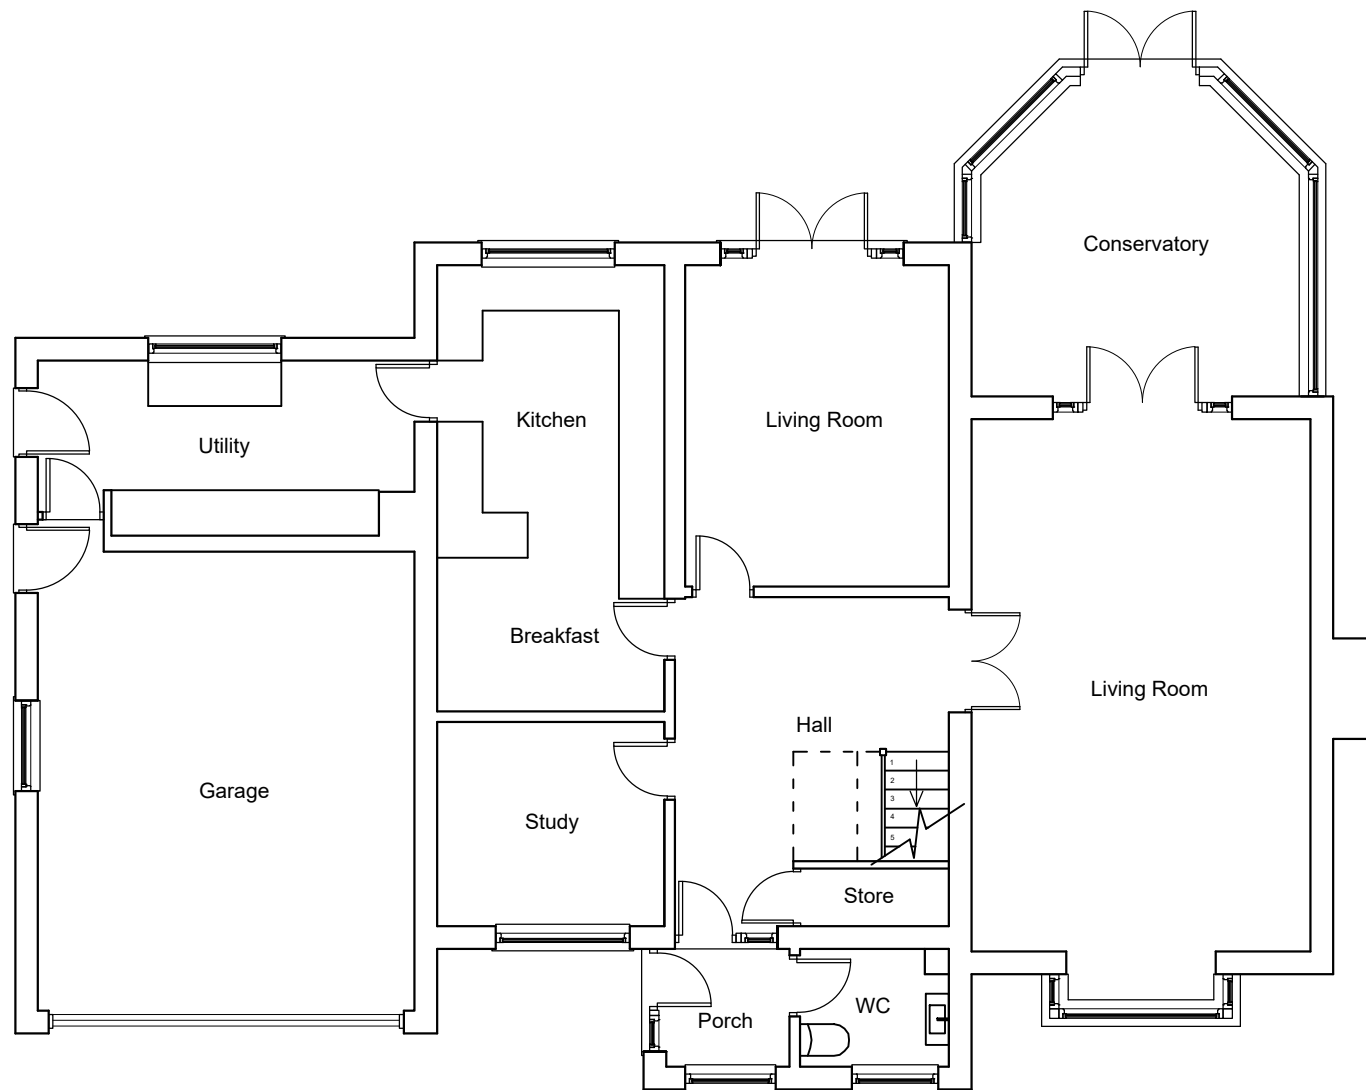 Conservatory
Kitchen
Living Room
Utility
Breakfast
Living Room
Hall
1
2
3
4
5
Garage
Study
Store
WC
Porch